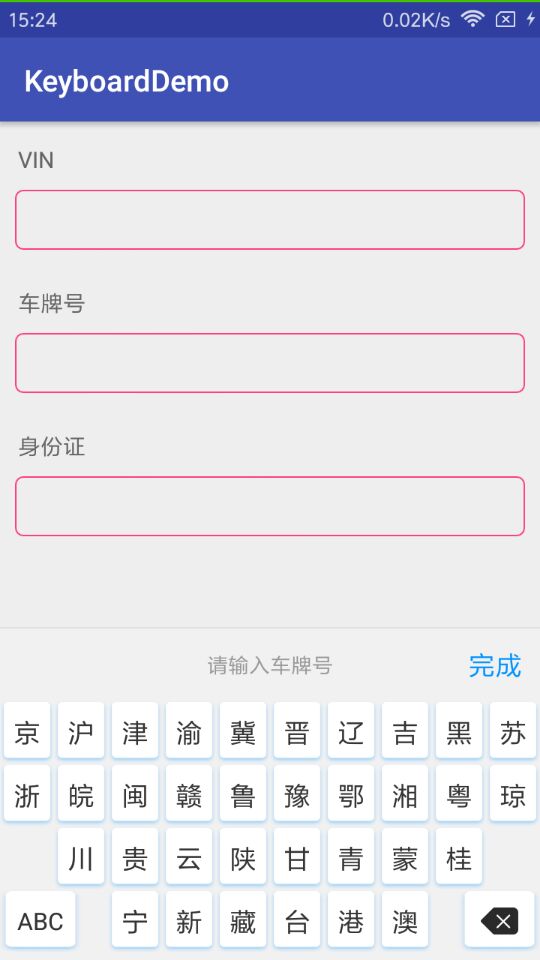 15:24 0.02K/s
KeyboardDemo
VIN
车牌号
身份证
请输入车牌号 完成
京 沪 津 渝 冀 晋 辽 吉 黑 苏
浙 皖 闽 赣 鲁 豫 鄂 湘 粤 琼
川 贵 云 陕 甘 青 蒙 桂
ABC 宁 新 藏 台 港 澳